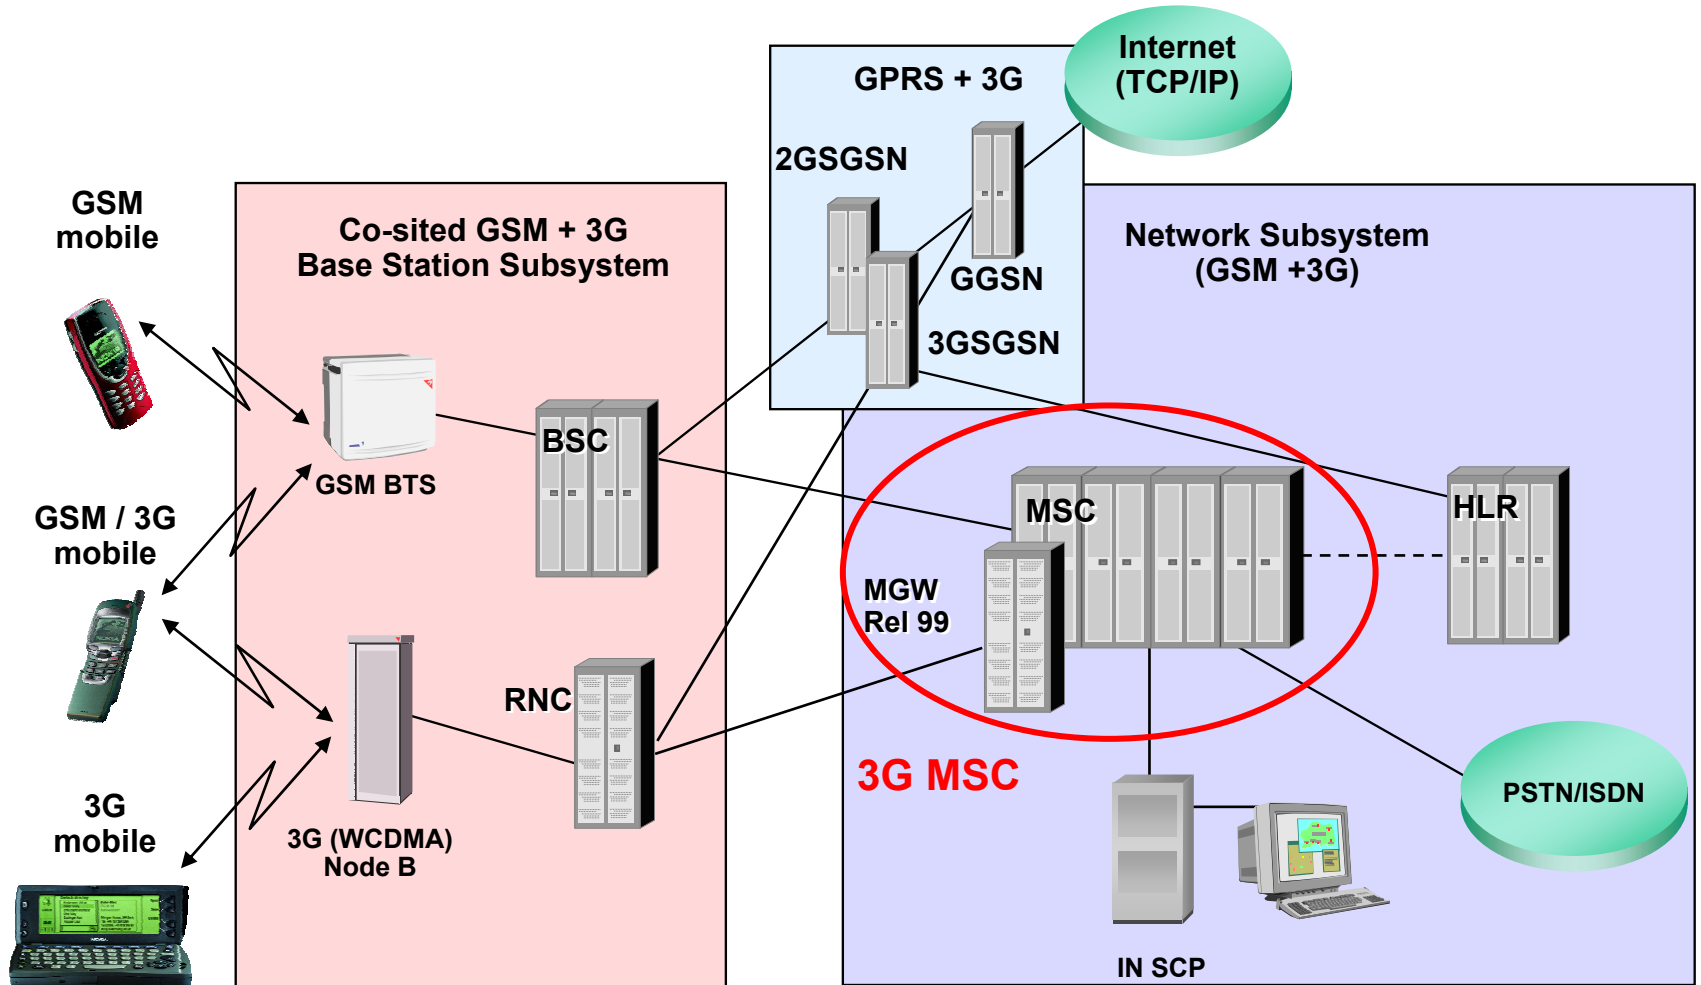 Internet
(TCP/IP)
GPRS + 3G
2GSGSN
GSM
mobile
Co-sited GSM + 3G
Base Station Subsystem
Network Subsystem
(GSM +3G)
GGSN
3GSGSN
BSC
GSM BTS
MSC
HLR
GSM / 3G
mobile
MGW
Rel 99
RNC
3G MSC
PSTN/ISDN
3G
mobile
3G (WCDMA)
Node B
IN SCP